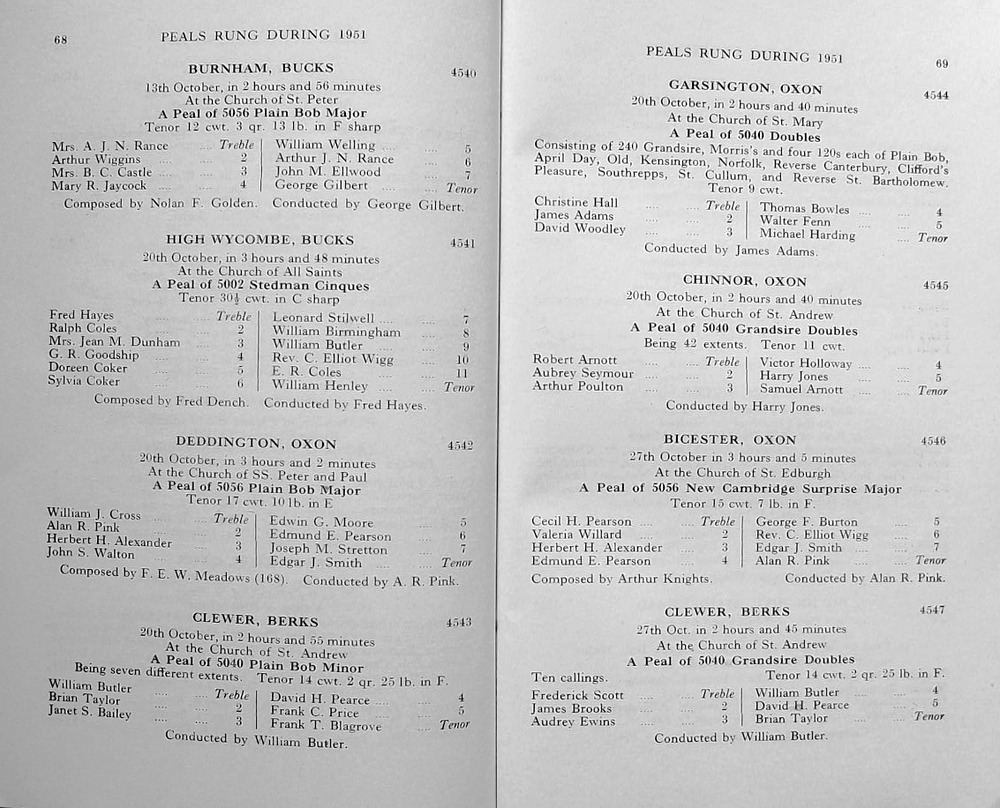 68 PEALS RUNG DURING 1951
BURNHAM, BUCKS 4540
13th October, in 2 hours and 56 minutes
At the Church of St. Peter
A Peal of 5056 Plain Bob Major
Tenor 12 cwt. 3 qr. 13 lb. in F sharp
Mrs. A. J. N. Rance .... Treble | William Welling .... 5
Arthur Wiggins .... 2 | Arthur J. N. Rance .... 6
Mrs. B. C. Castle .... 3 | John M. Ellwood .... 7
Mary R. Jaycock .... 4 | George Gilbert .... Tenor
Composed by Nolan F. Golden. Conducted by George Gilbert.
HIGH WYCOMBE, BUCKS 4541
20th October, in 3 hours and 48 minutes
At the Church of All Saints
A Peal of 5002 Stedman Cinques
Tenor 30½ cwt. in C sharp
Fred Hayes .... Treble | Leonard Stilwell .... 7
Ralph Coles .... 2 | William Birmingham .... 8
Mrs. Jean M. Dunham .... 3 | William Butler .... 9
G. R. Goodship .... 4 | Rev. C. Elliot Wigg .... 10
Doreen Coker .... 5 | E. R. Coles .... 11
Sylvia Coker .... 6 | William Henley .... Tenor
Composed by Fred Dench. Conducted by Fred Hayes.
DEDDINGTON, OXON 4542
20th October, in 3 hours and 2 minutes
At the Church of SS. Peter and Paul
A Peal of 5056 Plain Bob Major
Tenor 17 cwt. 10 lb. in E
William J. Cross .... Treble | Edwin G. Moore .... 5
Alan R. Pink .... 2 | Edmund E. Pearson .... 6
Herbert H. Alexander .... 3 | Joseph M. Stretton .... 7
John S. Walton .... 4 | Edgar J. Smith .... Tenor
Composed by F. E. W. Meadows (168). Conducted by A. R. Pink.
CLEWER, BERKS 4543
20th October, in 2 hours and 55 minutes
At the Church of St. Andrew
A Peal of 5040 Plain Bob Minor
Being seven different extents. Tenor 14 cwt. 2 qr. 25 lb. in F.
William Butler .... Treble | David H. Pearce .... 4
Brian Taylor .... 2 | Frank C. Price .... 5
Janet S. Bailey .... 3 | Frank T. Blagrove .... Tenor
Conducted by William Butler.
PEALS RUNG DURING 1951 69
GARSINGTON, OXON 4544
20th October, in 2 hours and 40 minutes
At the Church of St. Mary
A Peal of 5040 Doubles
Consisting of 240 Grandsire, Morris's and four 120s each of Plain Bob,
April Day, Old, Kensington, Norfolk, Reverse Canterbury, Clifford's
Pleasure, Southrepps, St. Cullum, and Reverse St. Bartholomew.
Tenor 9 cwt.
Christine Hall .... Treble | Thomas Bowles .... 4
James Adams .... 2 | Walter Fenn .... 5
David Woodley .... 3 | Michael Harding .... Tenor
Conducted by James Adams.
CHINNOR, OXON 4545
20th October, in 2 hours and 40 minutes
At the Church of St. Andrew
A Peal of 5040 Grandsire Doubles
Being 42 extents. Tenor 11 cwt.
Robert Arnott .... Treble | Victor Holloway .... 4
Aubrey Seymour .... 2 | Harry Jones .... 5
Arthur Poulton .... 3 | Samuel Arnott .... Tenor
Conducted by Harry Jones.
BICESTER, OXON 4546
27th October in 3 hours and 5 minutes
At the Church of St. Edburgh
A Peal of 5056 New Cambridge Surprise Major
Tenor 15 cwt. 7 lb. in F.
Cecil H. Pearson .... Treble | George F. Burton .... 5
Valeria Willard .... 2 | Rev. C. Elliot Wigg .... 6
Herbert H. Alexander .... 3 | Edgar J. Smith .... 7
Edmund E. Pearson .... 4 | Alan R. Pink .... Tenor
Composed by Arthur Knights. Conducted by Alan R. Pink.
CLEWER, BERKS 4547
27th Oct. in 2 hours and 45 minutes
At the Church of St. Andrew
A Peal of 5040 Grandsire Doubles
Ten callings. Tenor 14 cwt. 2 qr. 25 lb. in F.
Frederick Scott .... Treble | William Butler .... 4
James Brooks .... 2 | David H. Pearce .... 5
Audrey Ewins .... 3 | Brian Taylor .... Tenor
Conducted by William Butler.